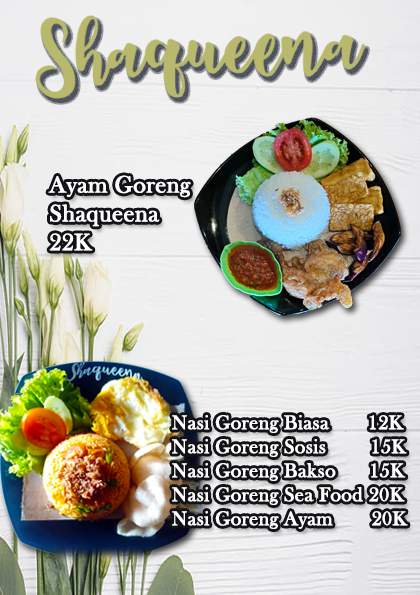 Shaqueena
Ayam Goreng
Shaqueena
22K
Shaqueena
Nasi Goreng Biasa 12K
Nasi Goreng Sosis 15K
Nasi Goreng Bakso 15K
Nasi Goreng Sea Food 20K
Nasi Goreng Ayam 20K